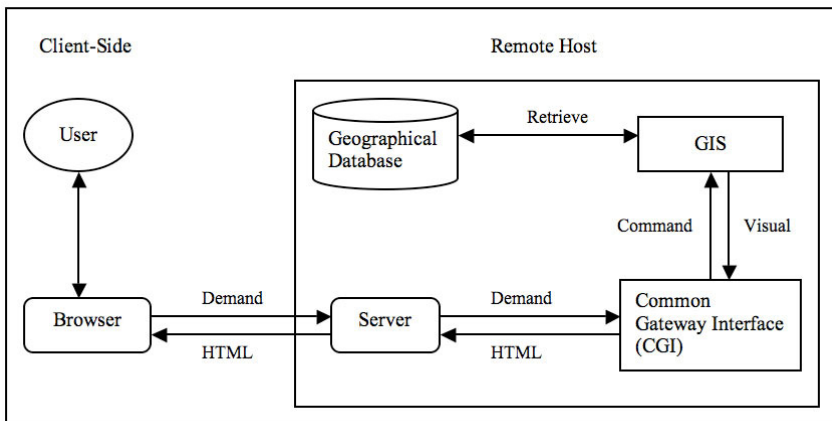 Client-Side
Remote Host
User
Geographical
Database
Retrieve
GIS
Command
Visual
Browser
Demand
HTML
Server
Demand
HTML
Common
Gateway Interface
(CGI)